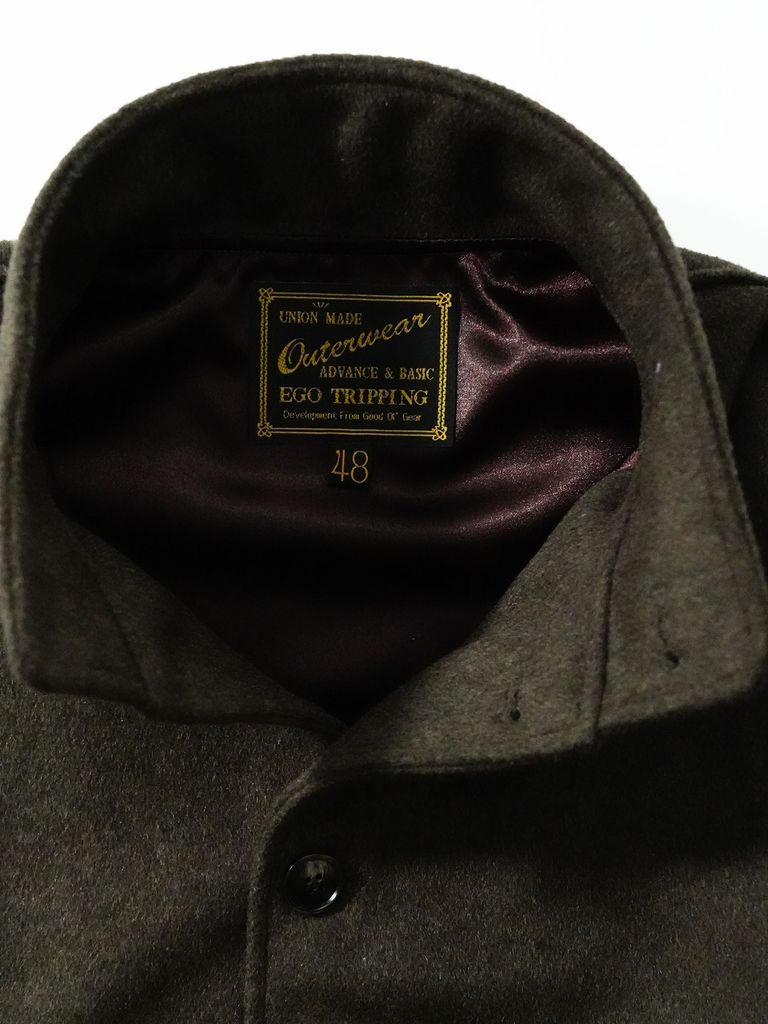 UNION MADE
Outerwear
ADVANCE & BASIC
EGO TRIPPING
Development From Good Ol' Gear
48